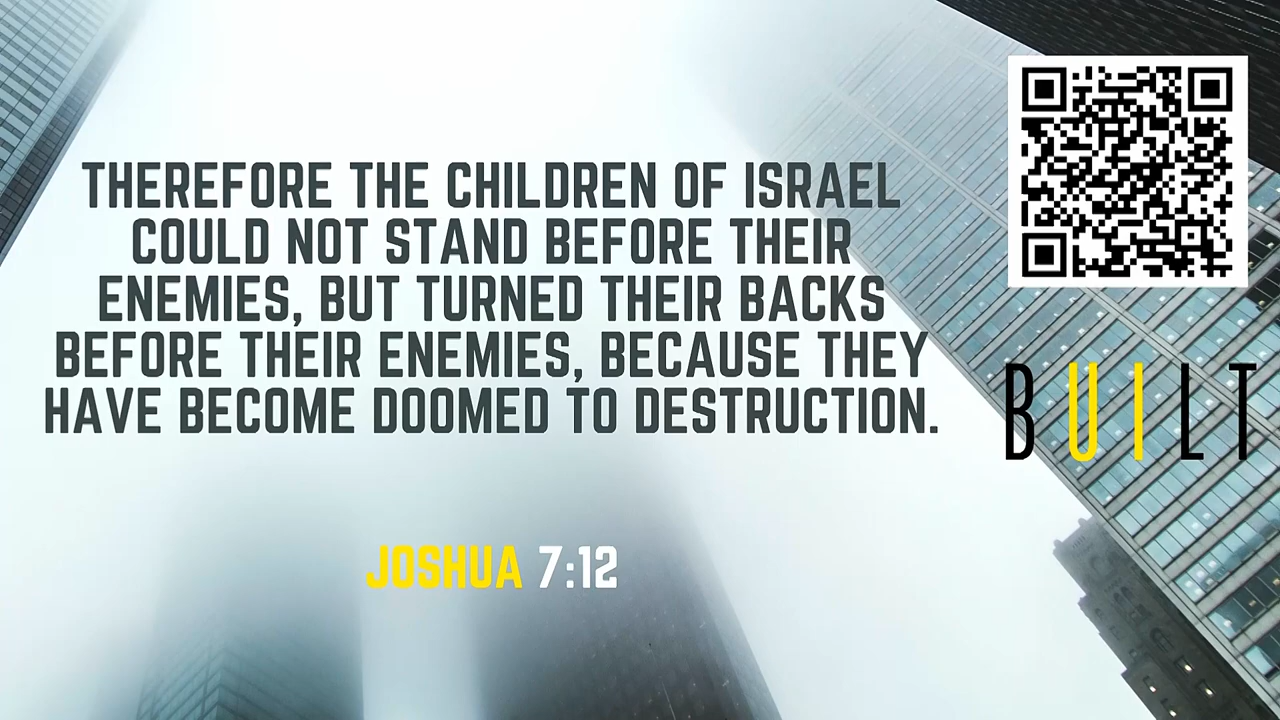 THEREFORE THE CHILDREN OF ISRAEL
COULD NOT STAND BEFORE THEIR
ENEMIES, BUT TURNED THEIR BACKS
BEFORE THEIR ENEMIES, BECAUSE THEY
HAVE BECOME DOOMED TO DESTRUCTION.
JOSHUA 7:12
BUILT